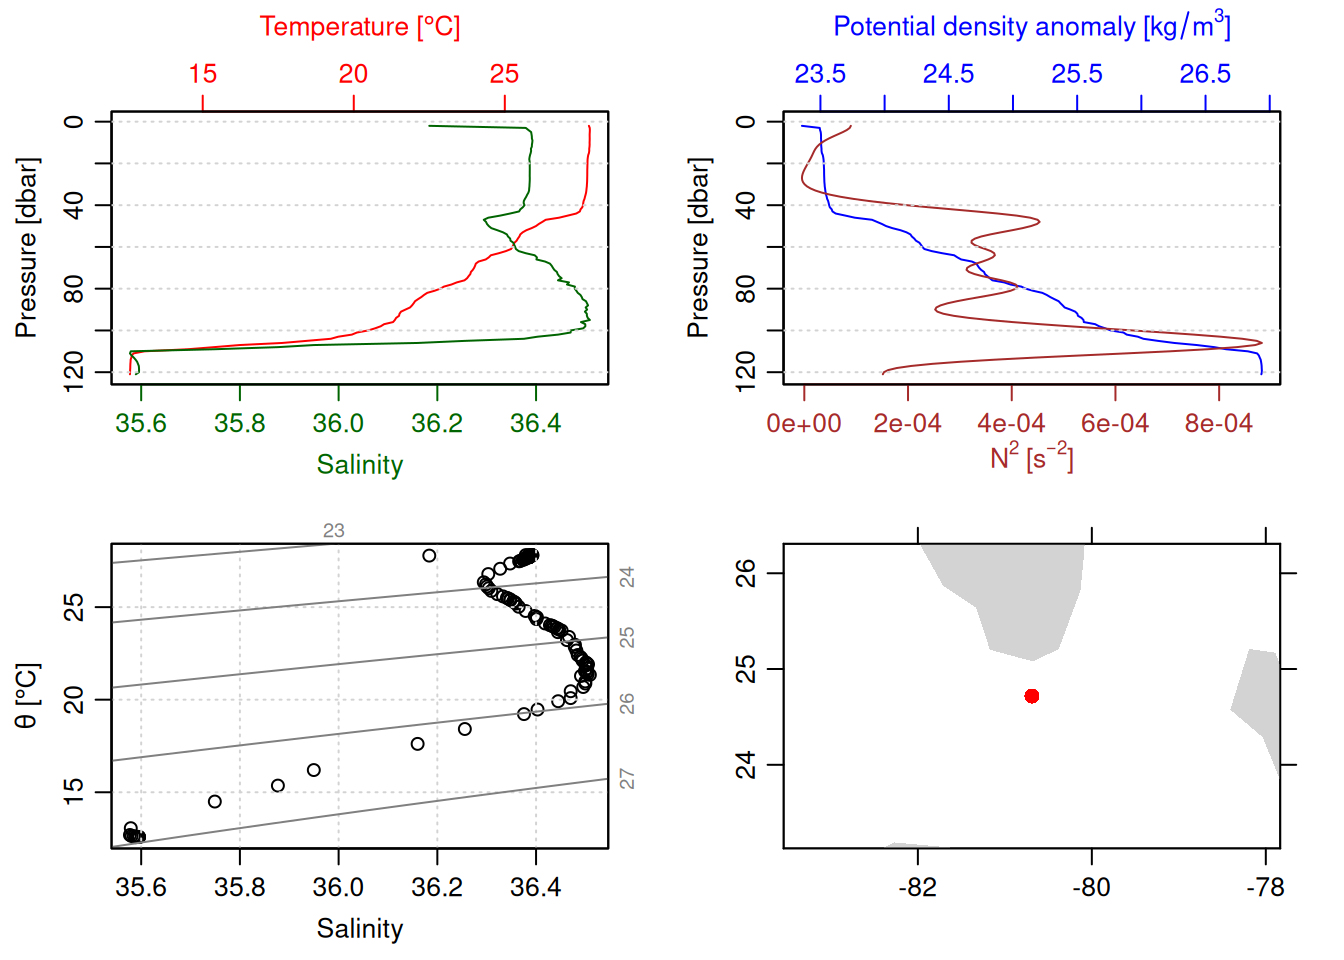 Temperature [°C]
15 20 25
0
40
80
120
Pressure [dbar]
35.6 35.8 36.0 36.2 36.4
Salinity
Potential density anomaly [kg/m³]
23.5 24.5 25.5 26.5
0
40
80
120
Pressure [dbar]
0e+00 2e-04 4e-04 6e-04 8e-04
N² [s⁻²]
23
24
25
26
27
25
20
15
θ [°C]
35.6 35.8 36.0 36.2 36.4
Salinity
26
25
24
-82 -80 -78